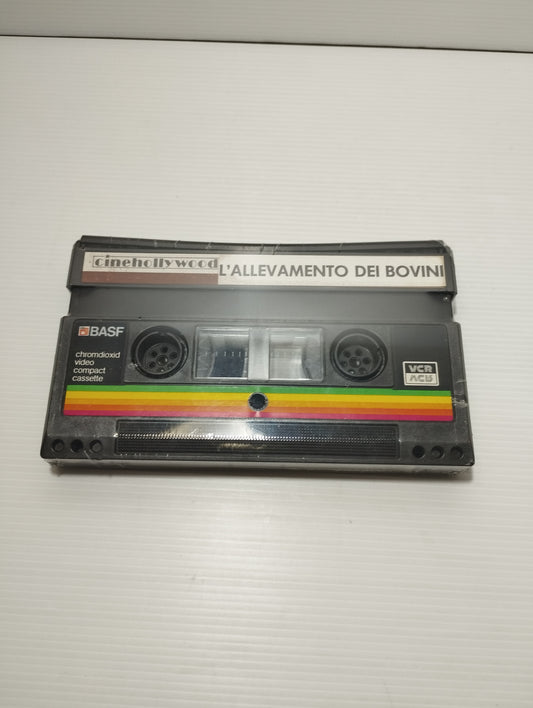 cinehollywood
L'ALLEVAMENTO DEI BOVINI
BASF
chromdioxid
video
compact
cassette
VCR
VCR